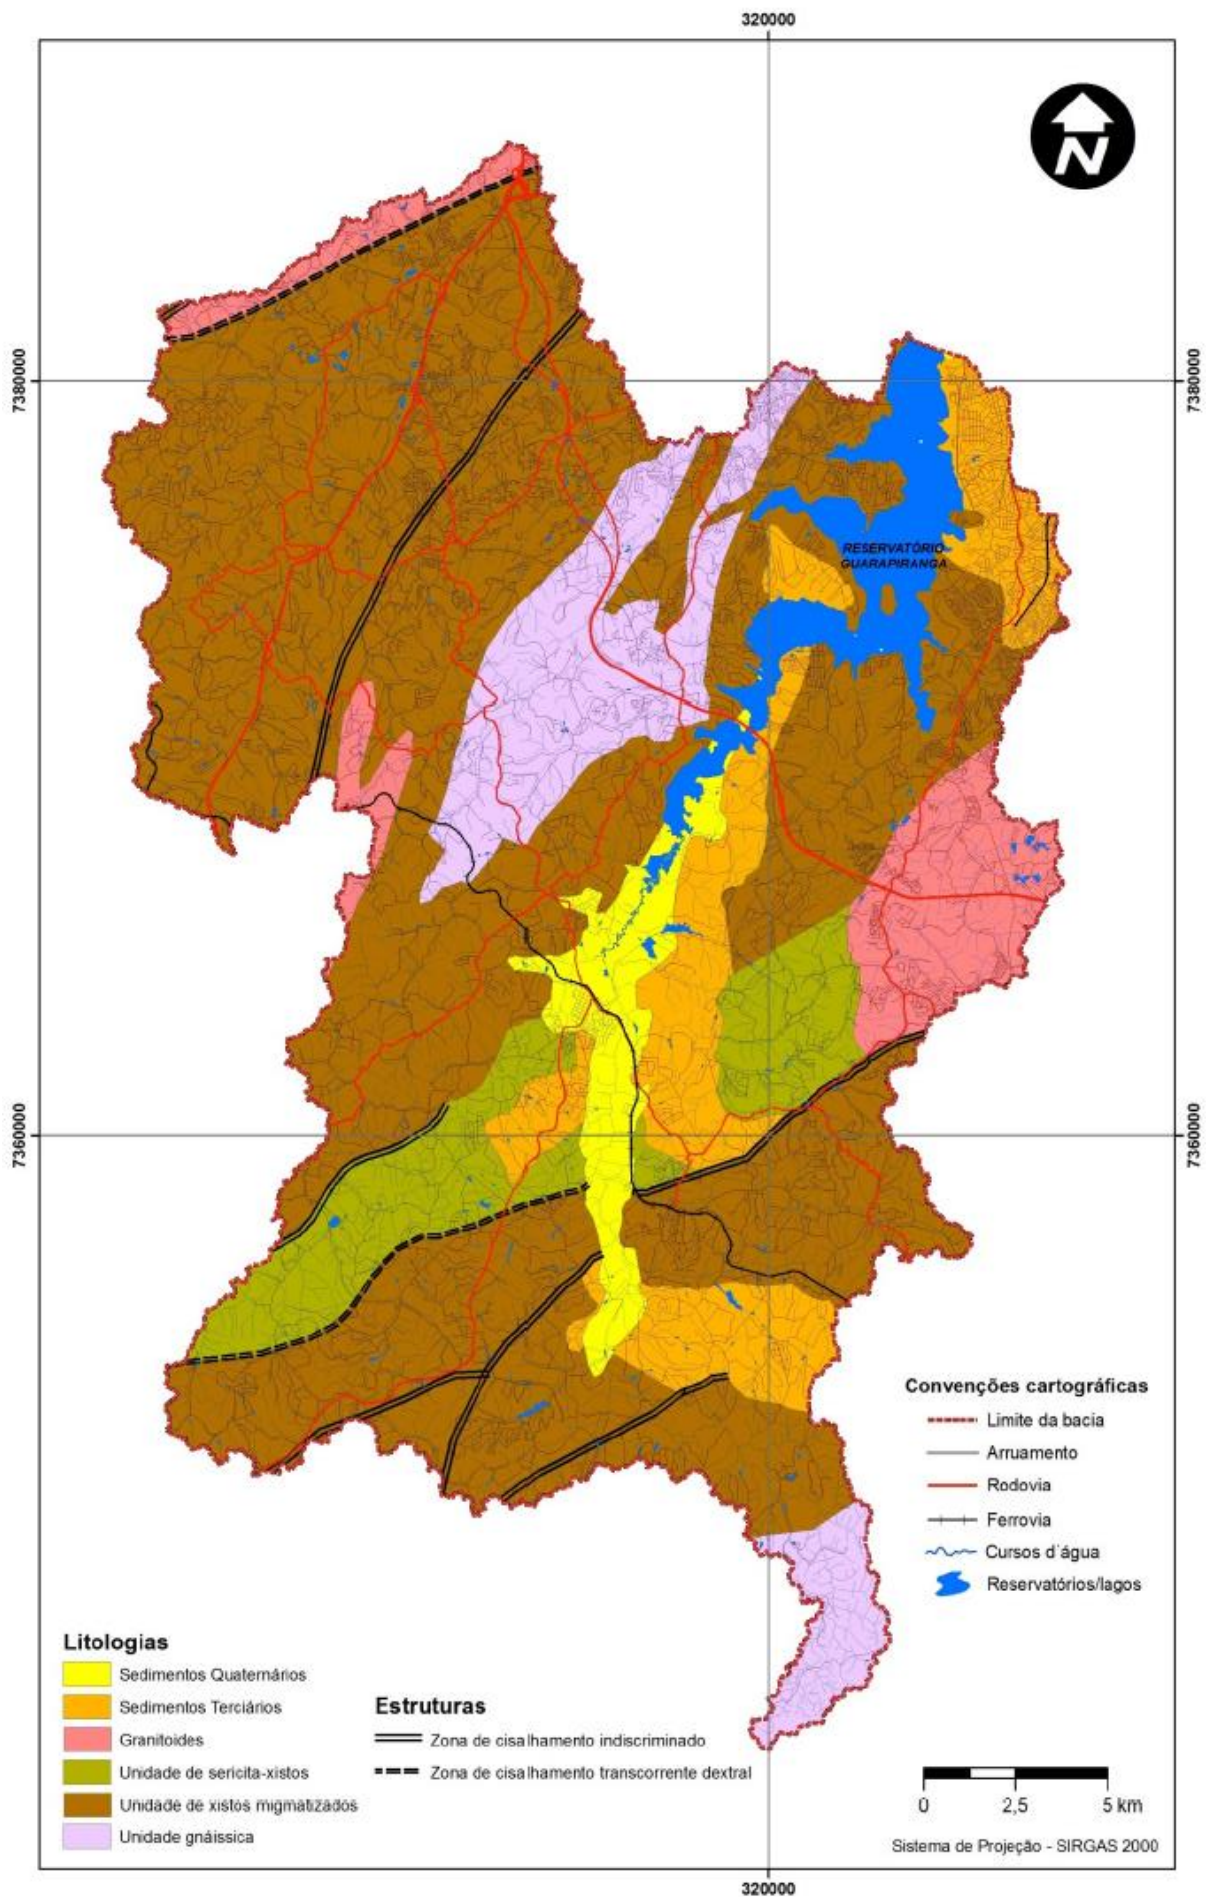 320000
N
7380000
7380000
RESERVATÓRIO
GUARAPIRANGA
7360000
7360000
Convenções cartográficas
Limite da bacia
Arruamento
Rodovia
Ferrovia
Cursos d´água
Reservatórios/lagos
Litologias
Sedimentos Quaternários
Sedimentos Terciários
Granitoides
Unidade de sericita-xistos
Unidade de xistos migmatizados
Unidade gnáissica
Estruturas
Zona de cisalhamento indiscriminado
Zona de cisalhamento transcorrente dextral
0 2,5 5 km
Sistema de Projeção - SIRGAS 2000
320000